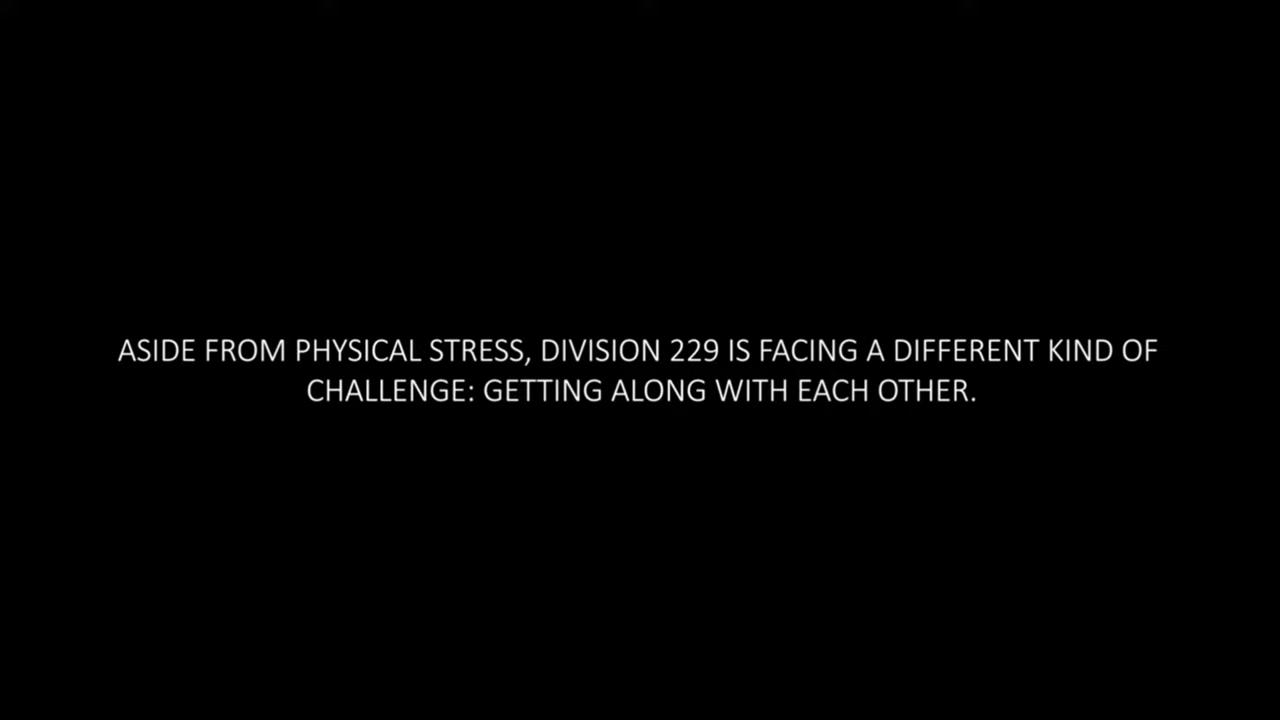 ASIDE FROM PHYSICAL STRESS, DIVISION 229 IS FACING A DIFFERENT KIND OF
CHALLENGE: GETTING ALONG WITH EACH OTHER.